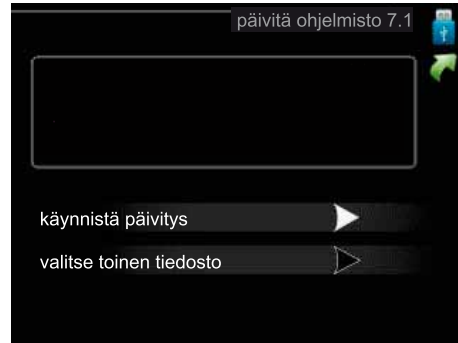 päivitä ohjelmisto 7.1
käynnistä päivitys
valitse toinen tiedosto